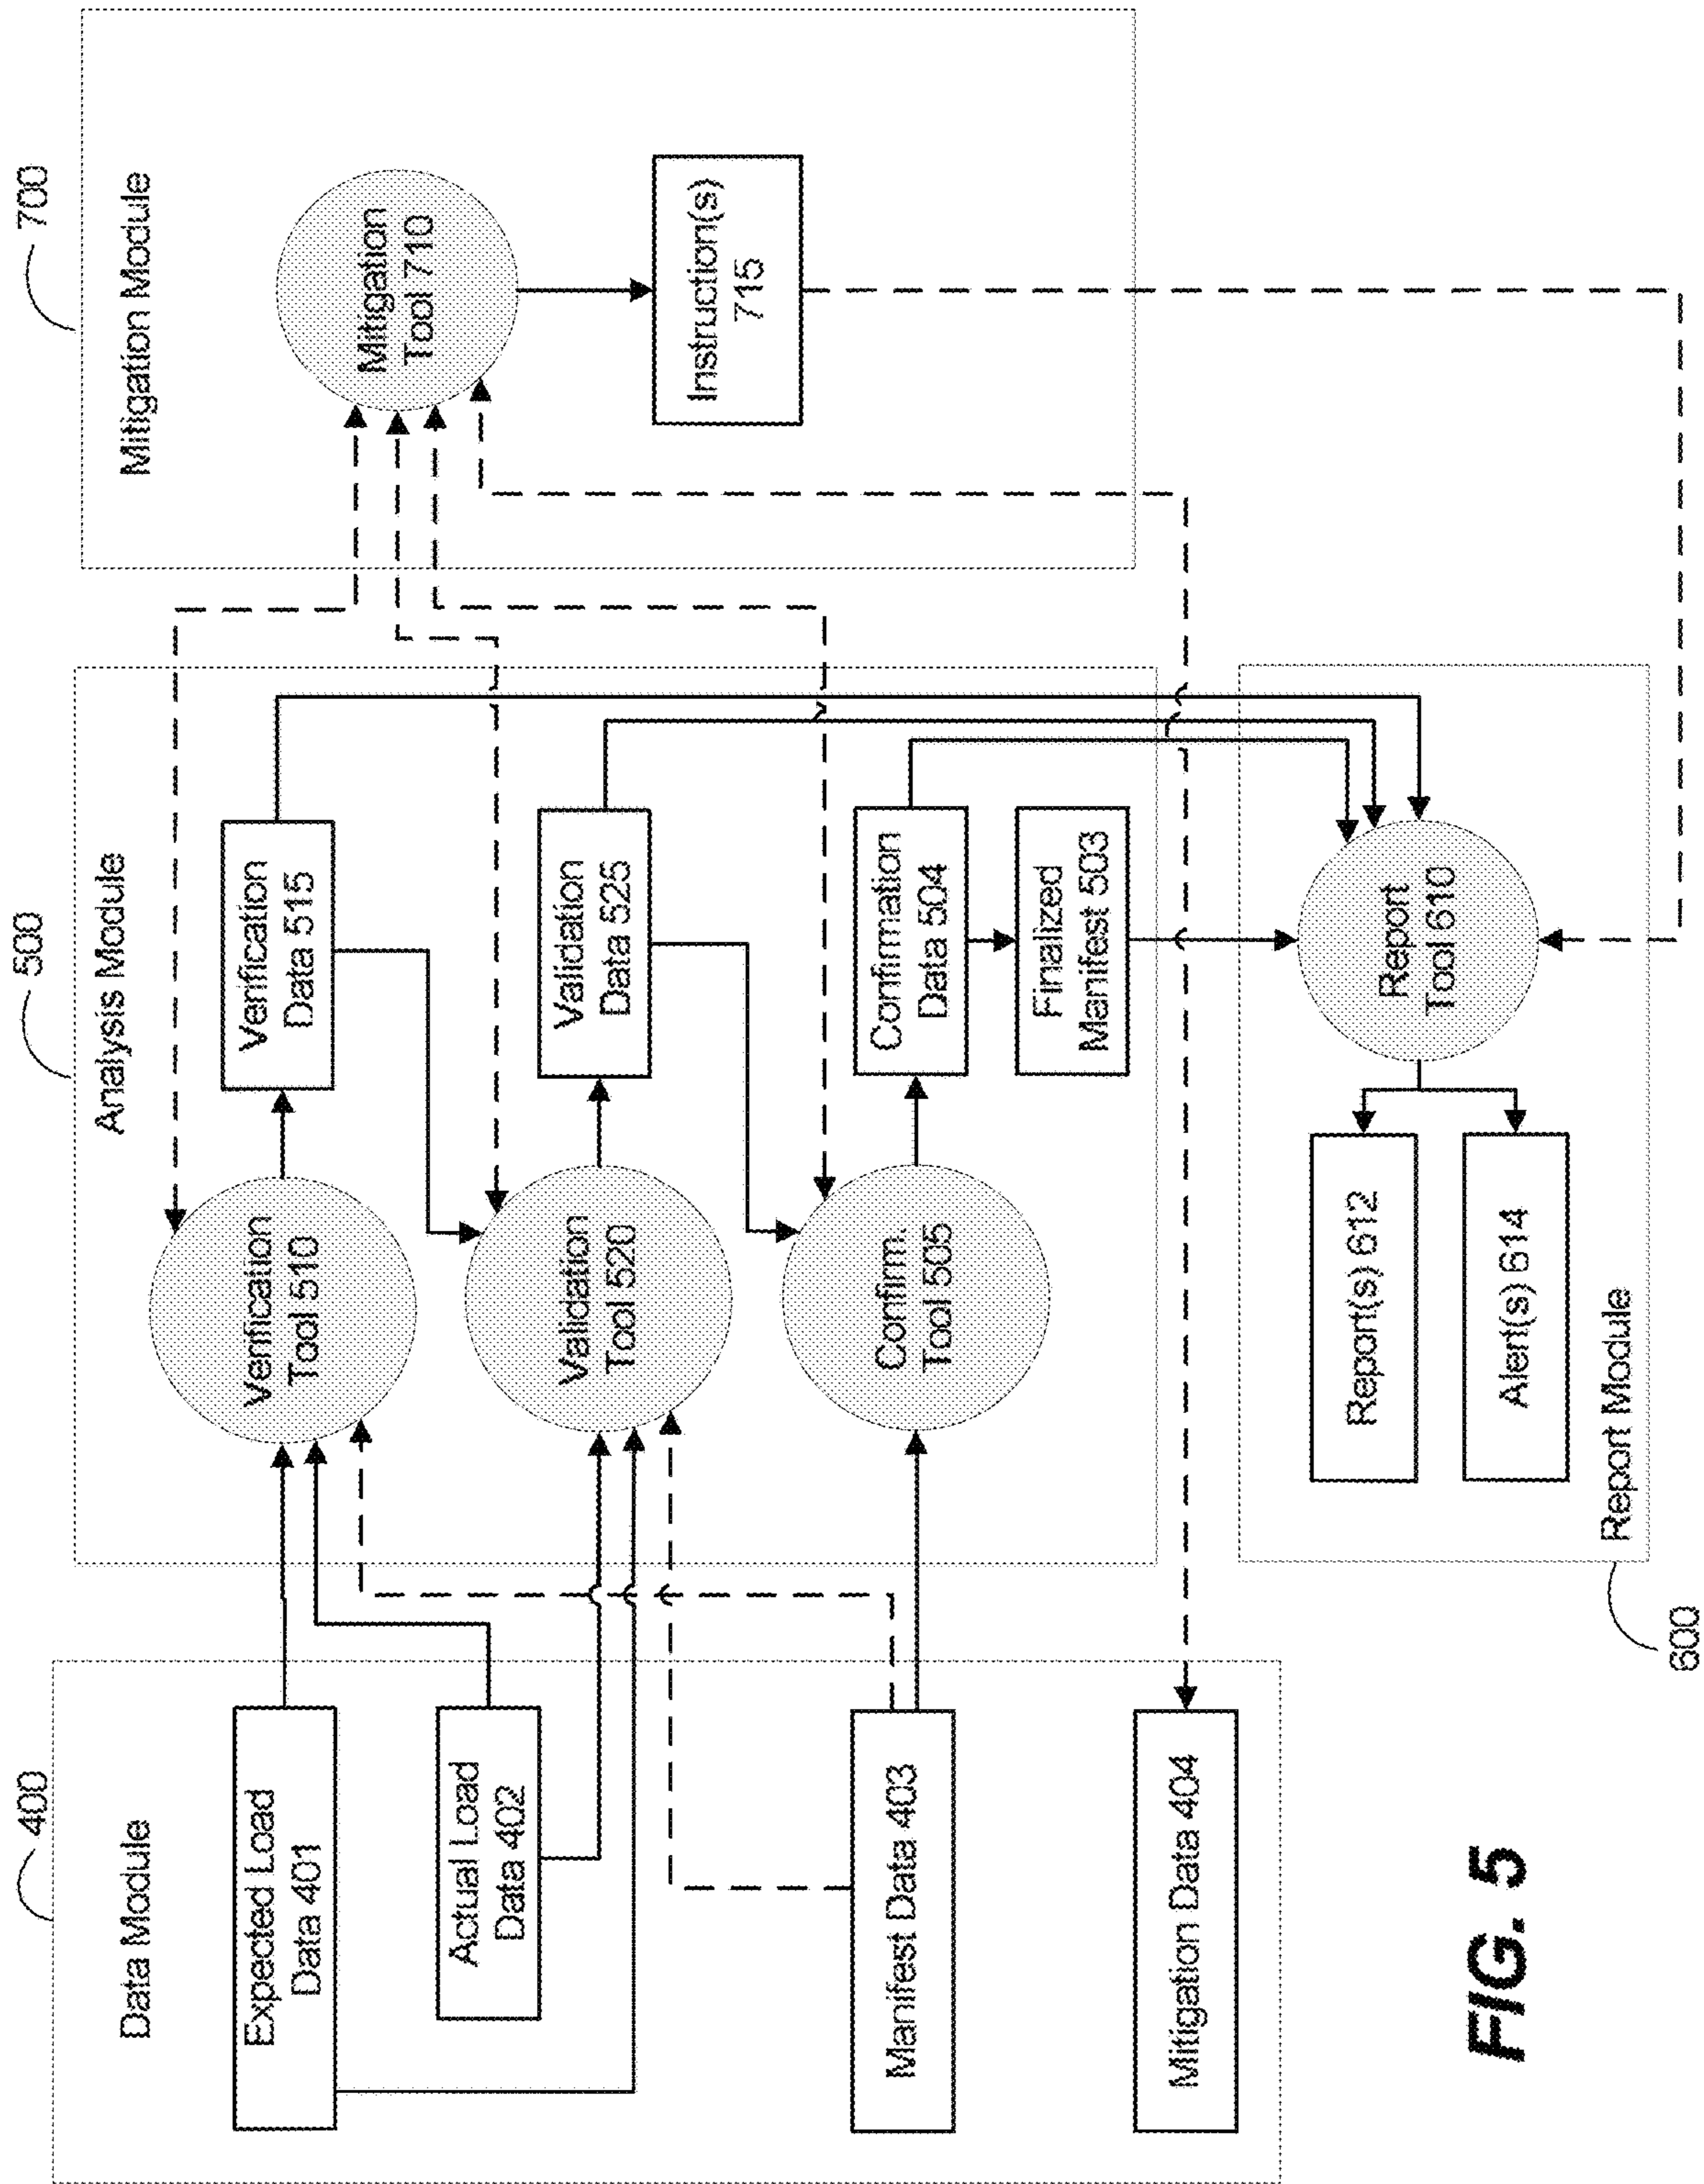 400
Data Module
Expected Load
Data 401
Actual Load
Data 402
Manifest Data 403
Mitigation Data 404
500
Analysis Module
Verification
Tool 510
Verification
Data 515
Validation
Tool 520
Validation
Data 525
Confirm.
Tool 505
Confirmation
Data 504
Finalized
Manifest 503
700
Mitigation Module
Mitigation
Tool 710
Instruction(s)
715
Report
Tool 610
Report(s) 612
Alert(s) 614
Report Module
600
FIG. 5